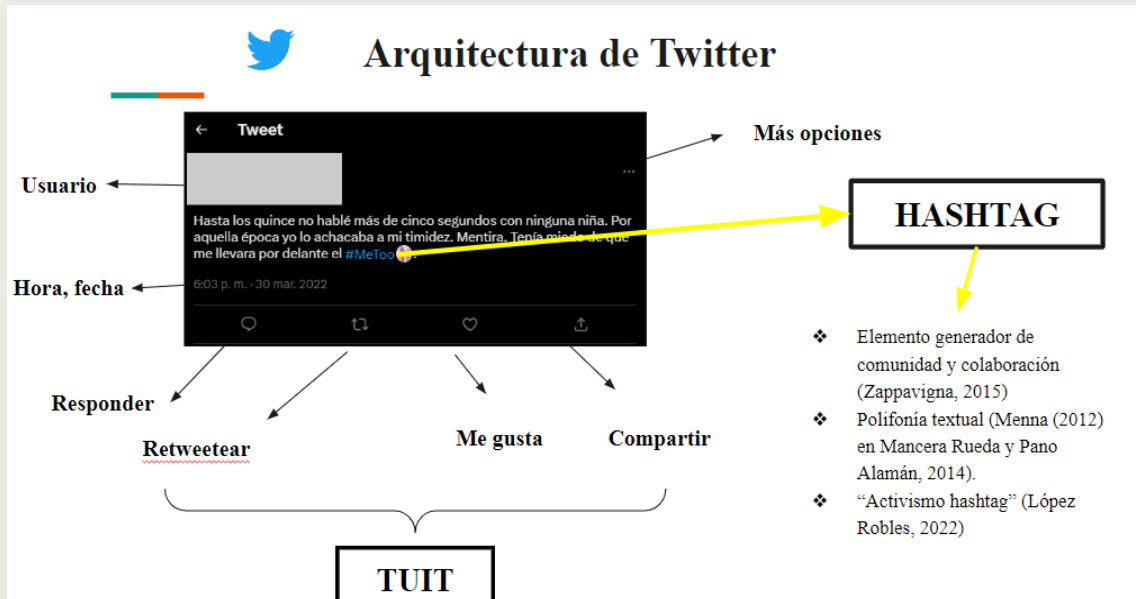 Arquitectura de Twitter
← Tweet
Más opciones
Usuario
Hasta los quince no hablé más de cinco segundos con ninguna niña. Por
aquella época yo lo achacaba a mi timidez. Mentira. Tenía miedo de que
me llevara por delante el #MeToo.
HASHTAG
Hora, fecha
6:03 p. m. · 30 mar. 2022
❖ Elemento generador de
comunidad y colaboración
(Zappavigna, 2015)
❖ Polifonía textual (Menna (2012)
en Mancera Rueda y Pano
Alamán, 2014).
❖ “Activismo hashtag” (López
Robles, 2022)
Responder
Retweetear
Me gusta
Compartir
TUIT